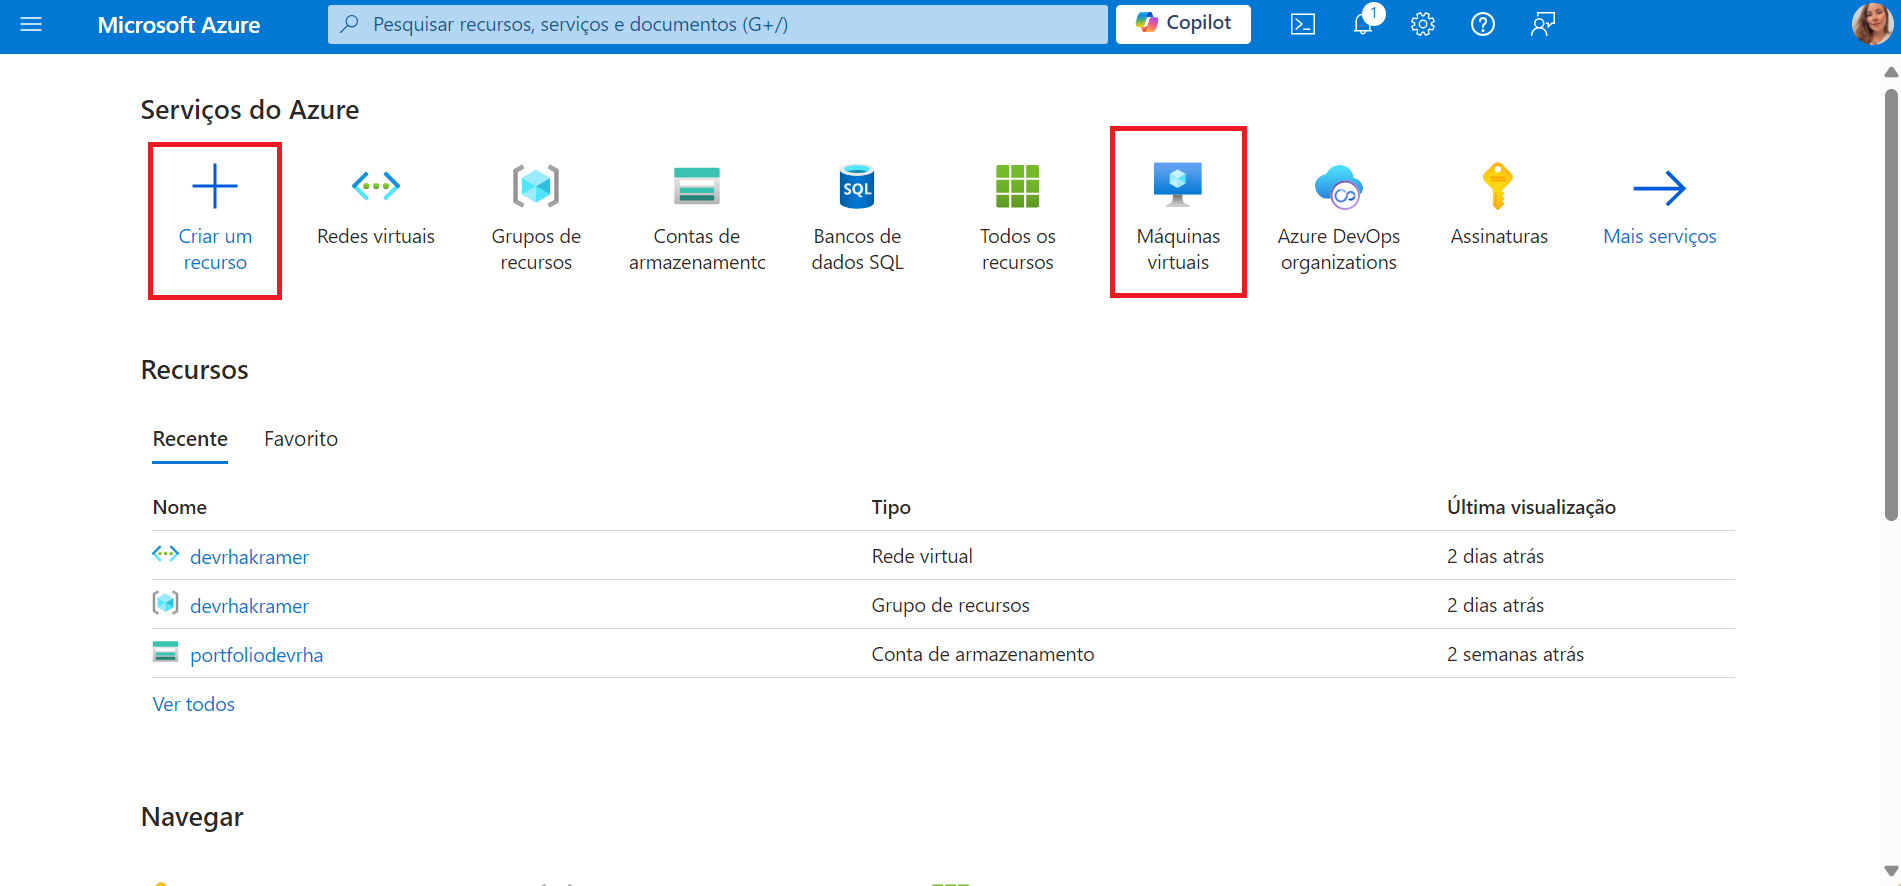 Microsoft Azure
Pesquisar recursos, serviços e documentos (G+/)
Copilot
1
Serviços do Azure
Criar um
recurso
Redes virtuais
Grupos de
recursos
Contas de
armazenamentc
SQL
Bancos de
dados SQL
Todos os
recursos
Máquinas
virtuais
Azure DevOps
organizations
Assinaturas
Mais serviços
Recursos
Recente
Favorito
Nome
Tipo
Última visualização
devrhakramer
Rede virtual
2 dias atrás
devrhakramer
Grupo de recursos
2 dias atrás
portfoliodevrha
Conta de armazenamento
2 semanas atrás
Ver todos
Navegar